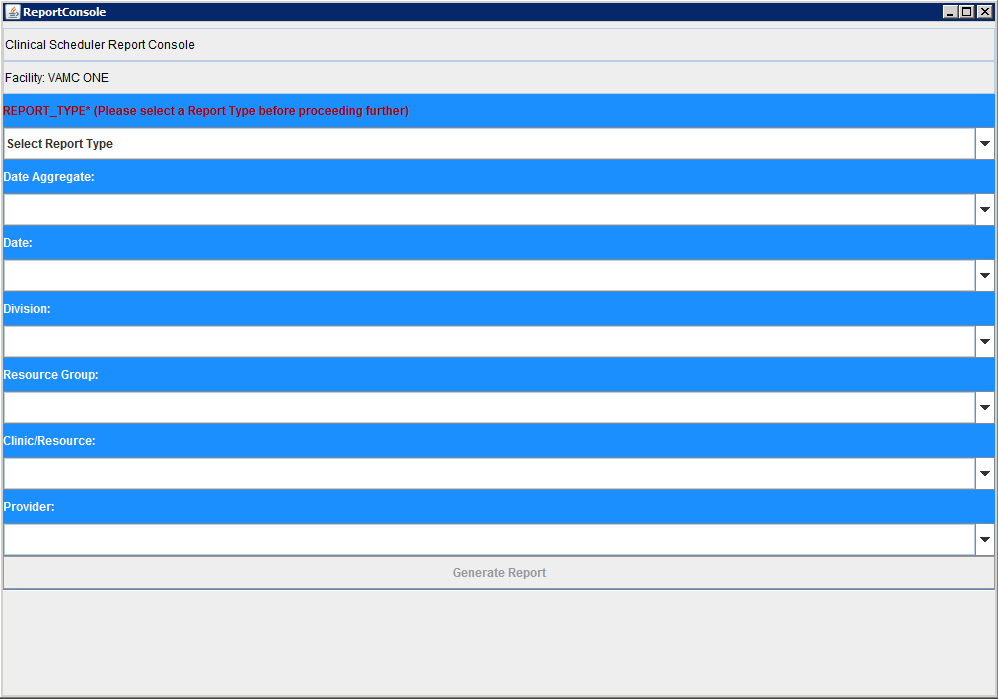 ReportConsole
Clinical Scheduler Report Console
Facility: VAMC ONE
REPORT_TYPE* (Please select a Report Type before proceeding further)
Select Report Type
Date Aggregate:
Date:
Division:
Resource Group:
Clinic/Resource:
Provider:
Generate Report